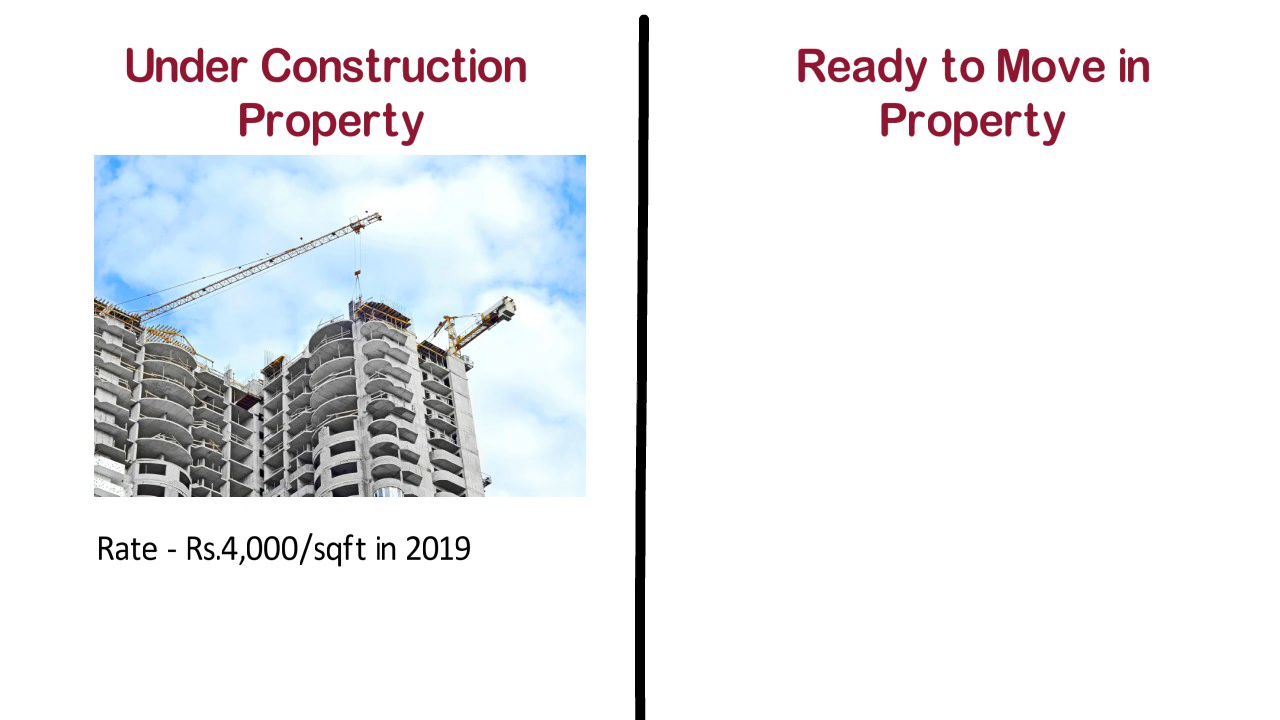 Under Construction
Property
Rate - Rs.4,000/sqft in 2019
Ready to Move in
Property